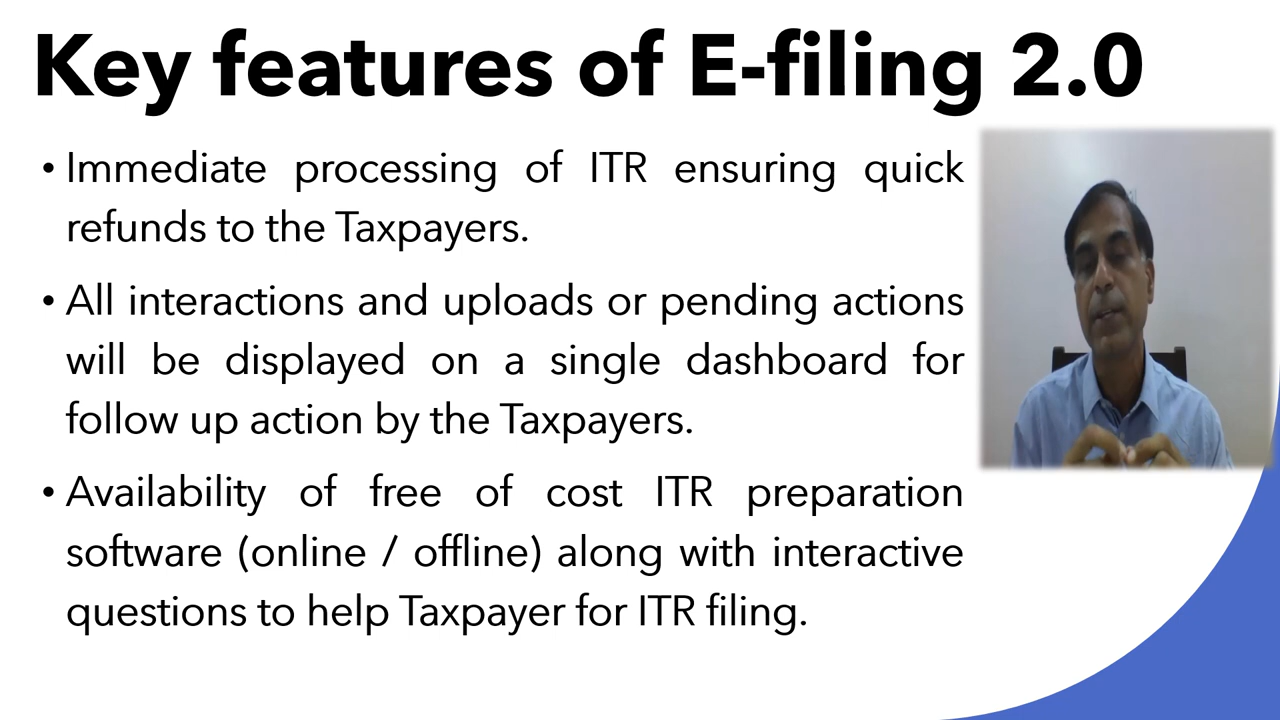 Key features of E-filing 2.0
• Immediate processing of ITR ensuring quick
refunds to the Taxpayers.
• All interactions and uploads or pending actions
will be displayed on a single dashboard for
follow up action by the Taxpayers.
• Availability of free of cost ITR preparation
software (online / offline) along with interactive
questions to help Taxpayer for ITR filing.